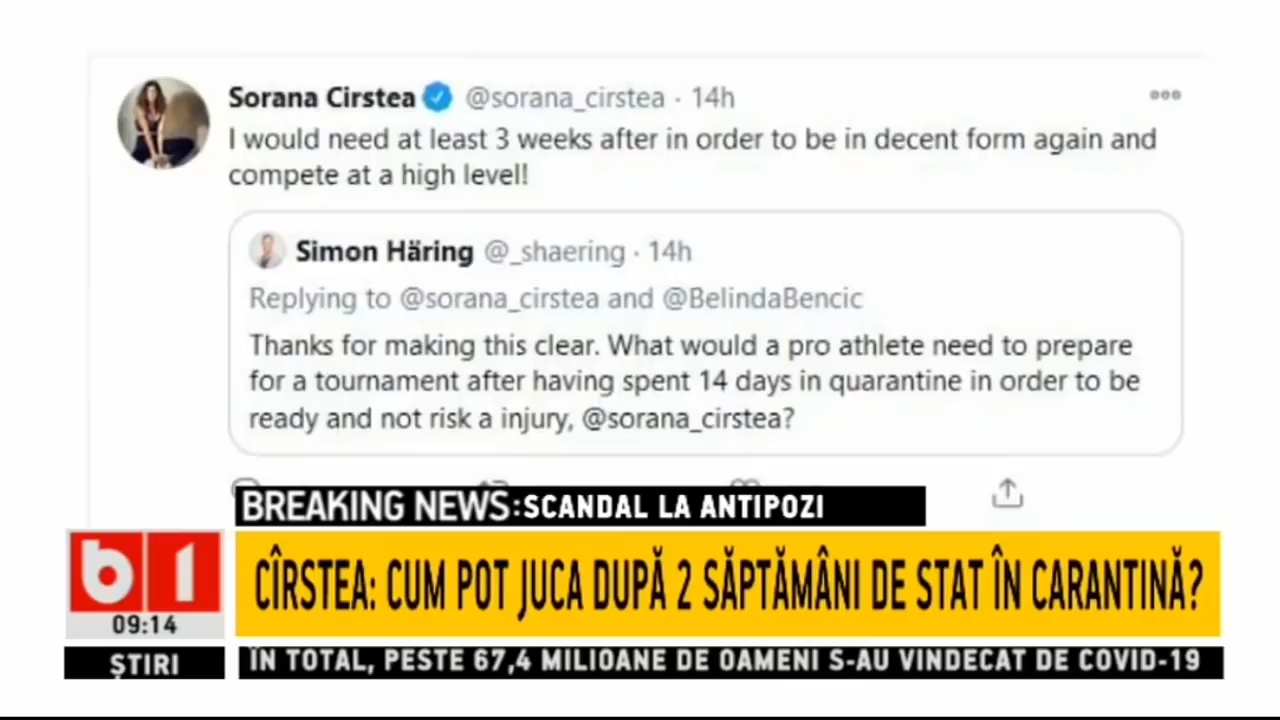 Sorana Cirstea @sorana_cirstea · 14h
I would need at least 3 weeks after in order to be in decent form again and
compete at a high level!
Simon Häring @_shaering · 14h
Replying to @sorana_cirstea and @BelindaBencic
Thanks for making this clear. What would a pro athlete need to prepare
for a tournament after having spent 14 days in quarantine in order to be
ready and not risk a injury, @sorana_cirstea?
BREAKING NEWS:SCANDAL LA ANTIPOZI
b1
CÎRSTEA: CUM POT JUCA DUPĂ 2 SĂPTĂMÂNI DE STAT ÎN CARANTINĂ?
09:14
ȘTIRI
ÎN TOTAL, PESTE 67,4 MILIOANE DE OAMENI S-AU VINDECAT DE COVID-19